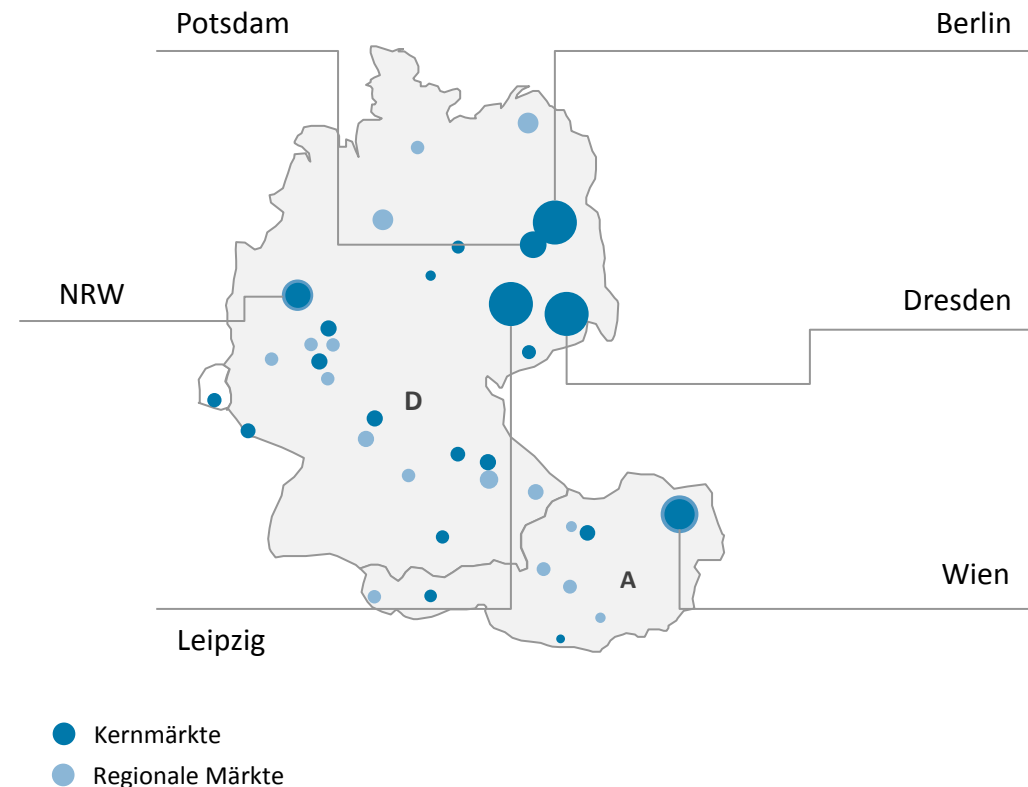 Potsdam
Berlin
NRW
Dresden
D
A
Wien
Leipzig
Kernmärkte
Regionale Märkte